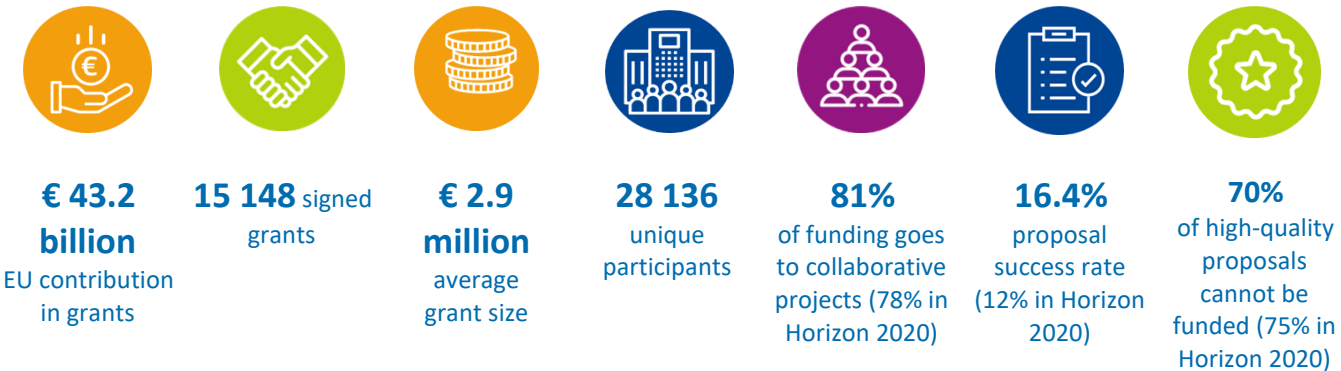 € 43.2
billion
EU contribution
in grants
15 148 signed
grants
€ 2.9
million
average
grant size
28 136
unique
participants
81%
of funding goes
to collaborative
projects (78% in
Horizon 2020)
16.4%
proposal
success rate
(12% in Horizon
2020)
70%
of high-quality
proposals
cannot be
funded (75% in
Horizon 2020)